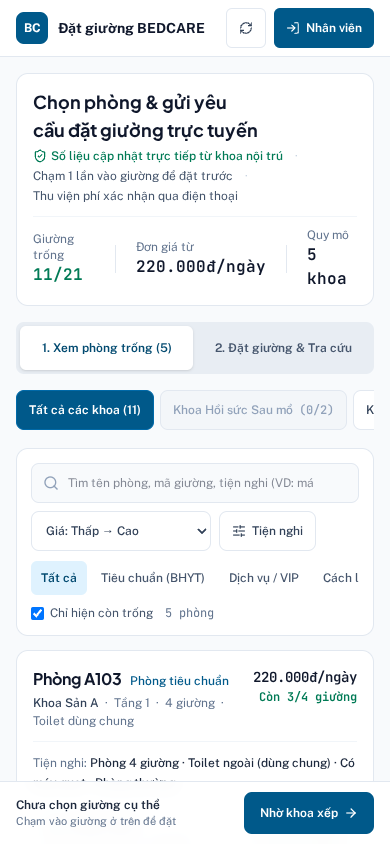 BC Đặt giường BEDCARE Nhân viên
Chọn phòng & gửi yêu
cầu đặt giường trực tuyến
Số liệu cập nhật trực tiếp từ khoa nội trú ·
Chạm 1 lần vào giường để đặt trước ·
Thư viện phí xác nhận qua điện thoại
Giường trống
11/21
Đơn giá từ
220.000đ/ngày
Quy mô
5 khoa
1. Xem phòng trống (5) 2. Đặt giường & Tra cứu
Tất cả các khoa (11) Khoa Hồi sức Sau mổ (0/2) K
Tìm tên phòng, mã giường, tiện nghi (VD: má
Giá: Thấp → Cao Tiện nghi
Tất cả Tiêu chuẩn (BHYT) Dịch vụ / VIP Cách l
Chỉ hiện còn trống 5 phòng
Phòng A103 Phòng tiêu chuẩn 220.000đ/ngày
Còn 3/4 giường
Khoa Sản A · Tầng 1 · 4 giường ·
Toilet dùng chung
Tiện nghi: Phòng 4 giường · Toilet ngoài (dùng chung) · Có
Chưa chọn giường cụ thể
Chạm vào giường ở trên để đặt
Nhờ khoa xếp →